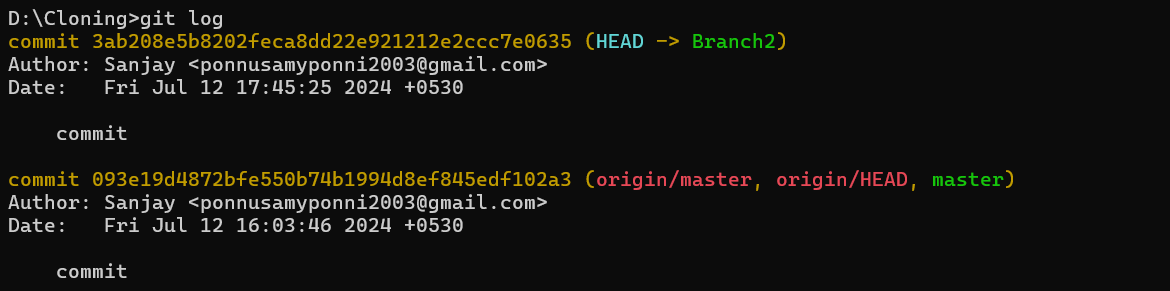 D:\Cloning>git log
commit 3ab208e5b8202feca8dd22e921212e2ccc7e0635 (HEAD -> Branch2)
Author: Sanjay <ponnusamyponni2003@gmail.com>
Date:   Fri Jul 12 17:45:25 2024 +0530
    commit
commit 093e19d4872bfe550b74b1994d8ef845edf102a3 (origin/master, origin/HEAD, master)
Author: Sanjay <ponnusamyponni2003@gmail.com>
Date:   Fri Jul 12 16:03:46 2024 +0530
    commit